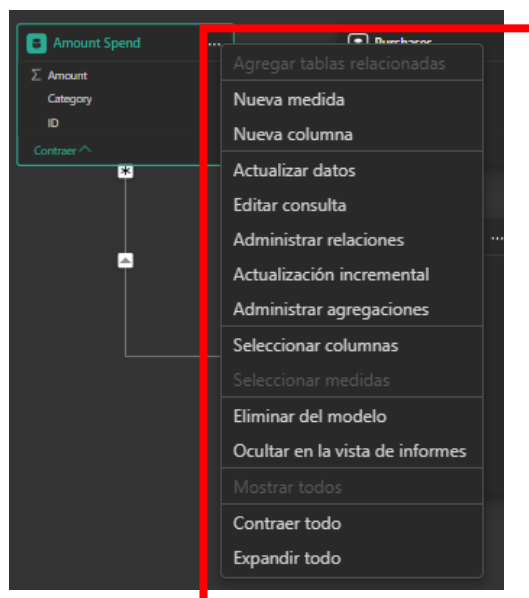 Amount Spend ...
Purchases
Σ Amount
Category
ID
Contraer
*
Agregar tablas relacionadas
Nueva medida
Nueva columna
Actualizar datos
Editar consulta
Administrar relaciones
...
Actualización incremental
Administrar agregaciones
Seleccionar columnas
Seleccionar medidas
Eliminar del modelo
Ocultar en la vista de informes
Mostrar todos
Contraer todo
Expandir todo